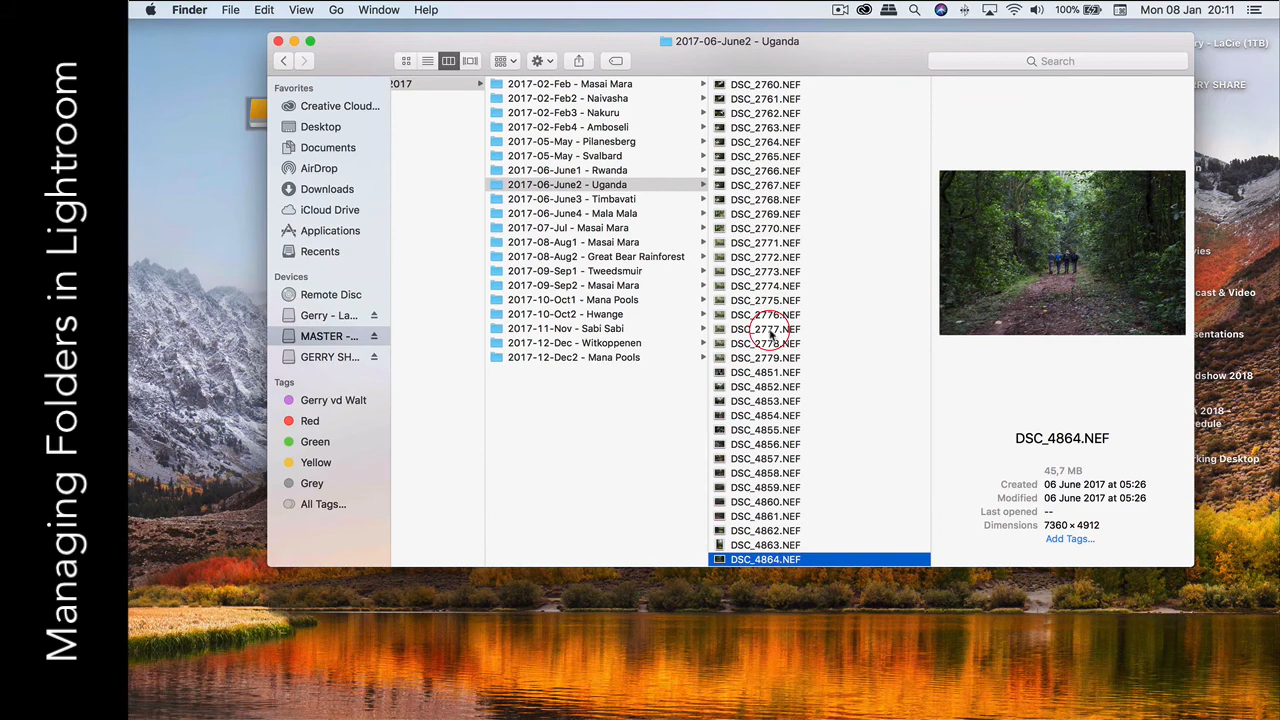 Managing Folders in Lightroom
Finder File Edit View Go Window Help
100% Mon 08 Jan 20:11
2017-06-June2 - Uganda
Search
Favorites
Creative Cloud...
Desktop
Documents
AirDrop
Downloads
iCloud Drive
Applications
Recents
Devices
Remote Disc
Gerry - La...
MASTER -...
GERRY SH...
Tags
Gerry vd Walt
Red
Green
Yellow
Grey
All Tags...
2017
2017-02-Feb - Masai Mara
2017-02-Feb2 - Naivasha
2017-02-Feb3 - Nakuru
2017-02-Feb4 - Amboseli
2017-05-May - Pilanesberg
2017-05-May - Svalbard
2017-06-June1 - Rwanda
2017-06-June2 - Uganda
2017-06-June3 - Timbavati
2017-06-June4 - Mala Mala
2017-07-Jul - Masai Mara
2017-08-Aug1 - Masai Mara
2017-08-Aug2 - Great Bear Rainforest
2017-09-Sep1 - Tweedsmuir
2017-09-Sep2 - Masai Mara
2017-10-Oct1 - Mana Pools
2017-10-Oct2 - Hwange
2017-11-Nov - Sabi Sabi
2017-12-Dec - Witkoppenen
2017-12-Dec2 - Mana Pools
DSC_2760.NEF
DSC_2761.NEF
DSC_2762.NEF
DSC_2763.NEF
DSC_2764.NEF
DSC_2765.NEF
DSC_2766.NEF
DSC_2767.NEF
DSC_2768.NEF
DSC_2769.NEF
DSC_2770.NEF
DSC_2771.NEF
DSC_2772.NEF
DSC_2773.NEF
DSC_2774.NEF
DSC_2775.NEF
DSC_2776.NEF
DSC_2777.NEF
DSC_2778.NEF
DSC_2779.NEF
DSC_4851.NEF
DSC_4852.NEF
DSC_4853.NEF
DSC_4854.NEF
DSC_4855.NEF
DSC_4856.NEF
DSC_4857.NEF
DSC_4858.NEF
DSC_4859.NEF
DSC_4860.NEF
DSC_4861.NEF
DSC_4862.NEF
DSC_4863.NEF
DSC_4864.NEF
DSC_4864.NEF
45,7 MB
Created 06 June 2017 at 05:26
Modified 06 June 2017 at 05:26
Last opened --
Dimensions 7360 × 4912
Add Tags...
ry - LaCie (1TB)
RY SHARE
vies
cast & Video
sentations
adshow 2018
A 2018 -
edule
rking Desktop